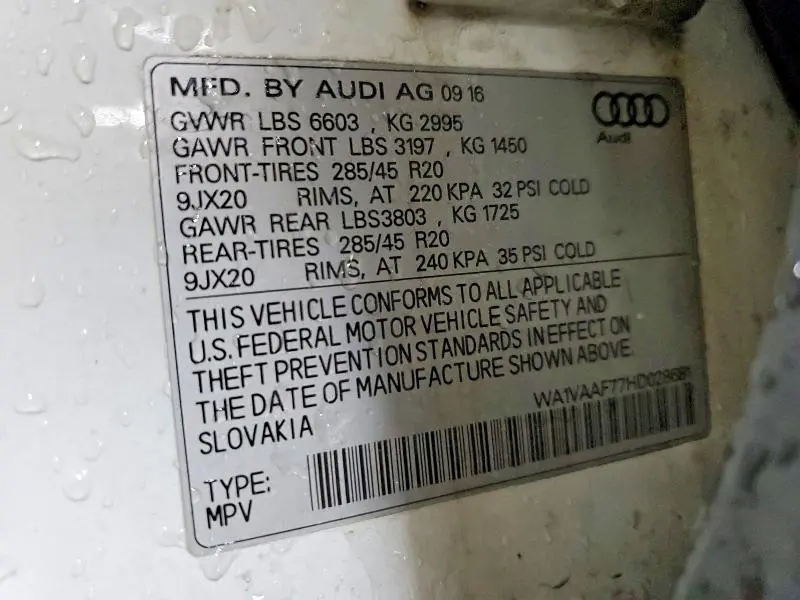 MFD. BY AUDI AG 09 16
Audi
GVWR LBS 6603 , KG 2995
GAWR FRONT LBS 3197 , KG 1450
FRONT-TIRES 285/45 R20
9JX20 RIMS, AT 220 KPA 32 PSI COLD
GAWR REAR LBS3803 , KG 1725
REAR-TIRES 285/45 R20
9JX20 RIMS, AT 240 KPA 35 PSI COLD
THIS VEHICLE CONFORMS TO ALL APPLICABLE
U.S. FEDERAL MOTOR VEHICLE SAFETY AND
THEFT PREVENTION STANDARDS IN EFFECT ON
THE DATE OF MANUFACTURE SHOWN ABOVE.
SLOVAKIA
TYPE:
MPV